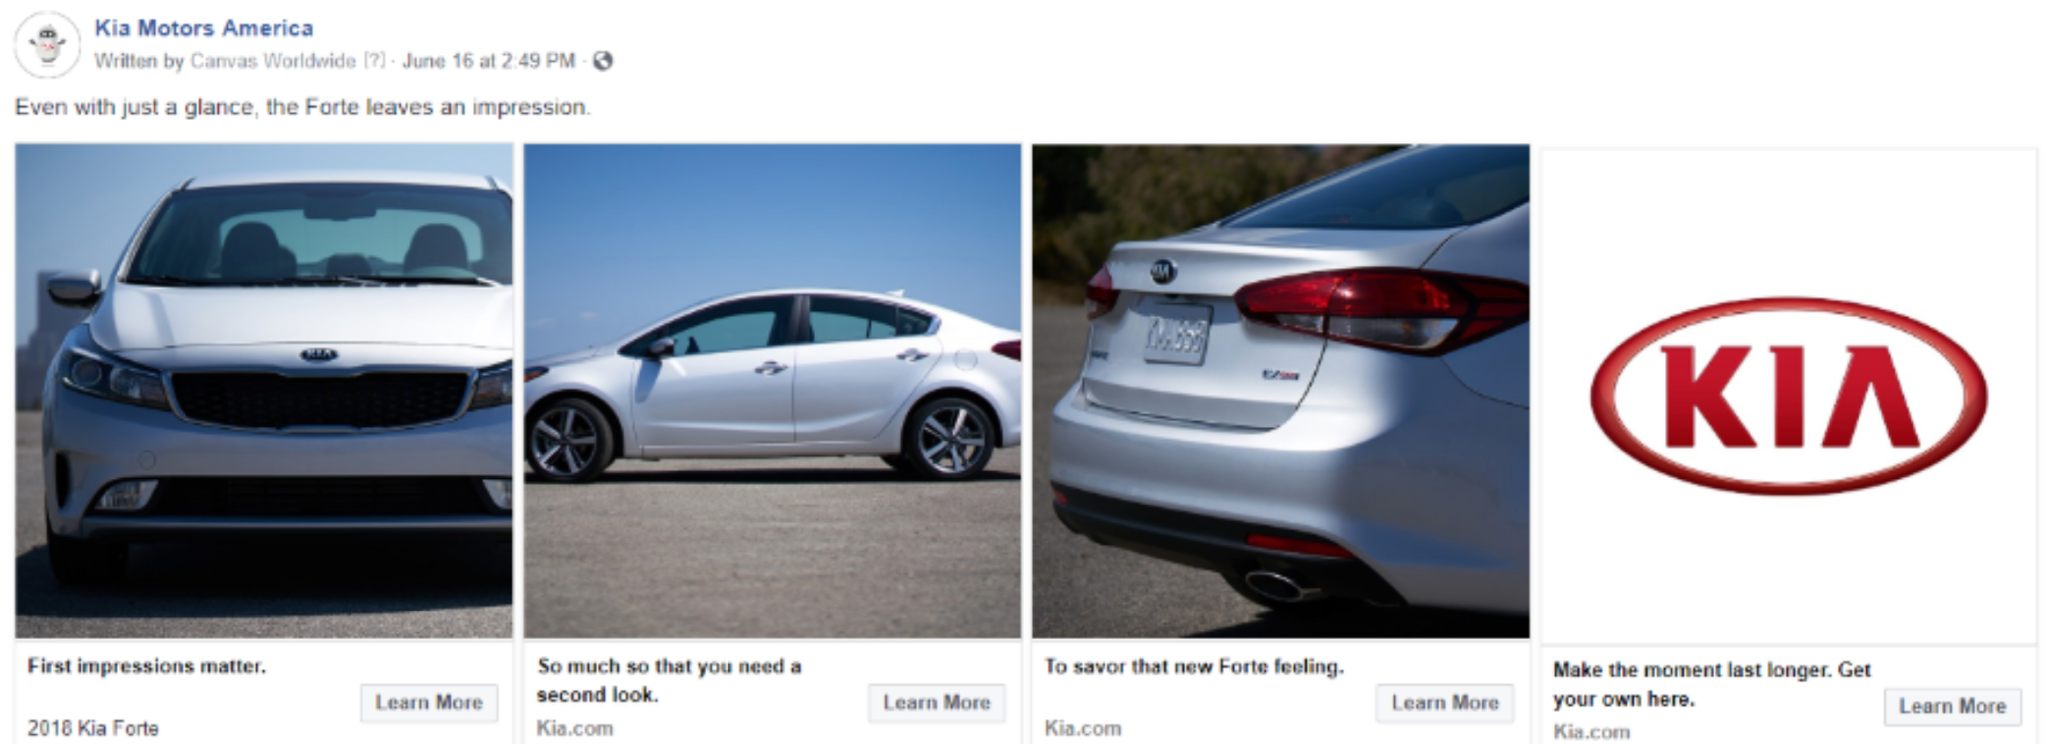 Kia Motors America
Written by Canvas Worldwide [?] · June 16 at 2:49 PM ·
Even with just a glance, the Forte leaves an impression.
KIA
KIA
KIA
First impressions matter.
Learn More
2018 Kia Forte
So much so that you need a
second look.
Learn More
Kia.com
To savor that new Forte feeling.
Learn More
Kia.com
Make the moment last longer. Get
your own here.
Learn More
Kia.com